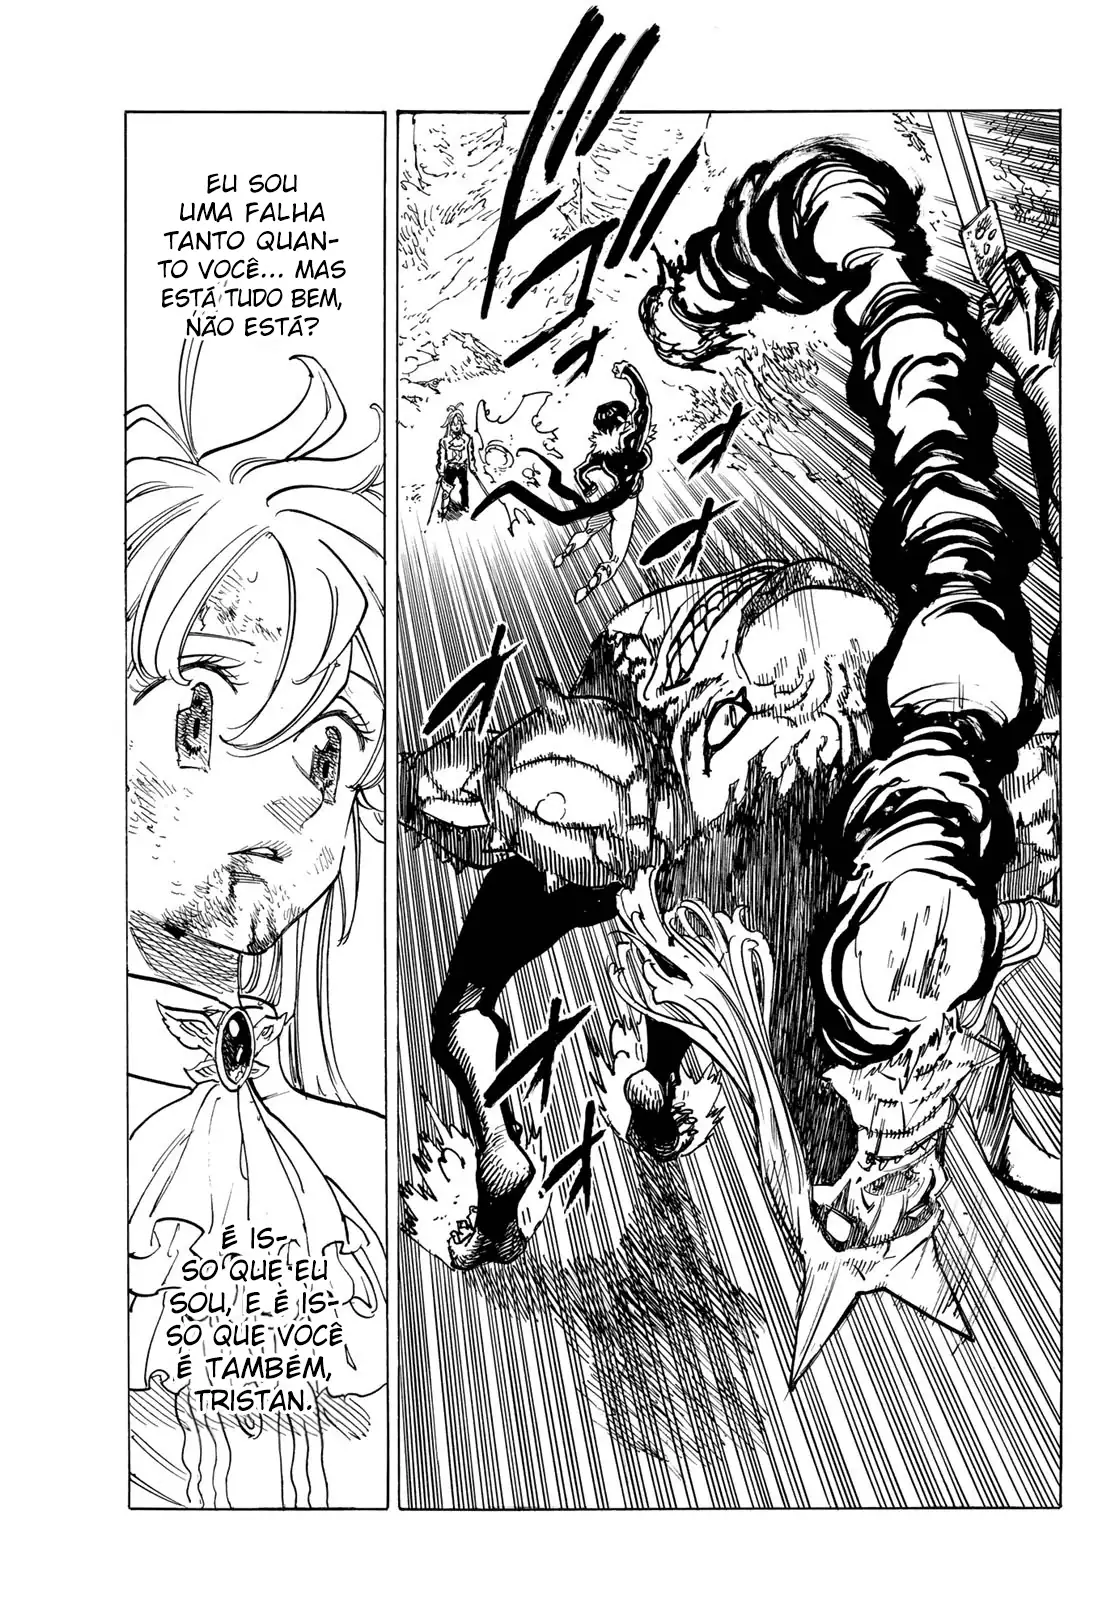 EU SOU
UMA FALHA
TANTO QUAN-
TO VOCÊ... MAS
ESTÁ TUDO BEM,
NÃO ESTÁ?
É IS-
SO QUE EU
SOU, E É IS-
SO QUE VOCÊ
É TAMBÉM,
TRISTAN.